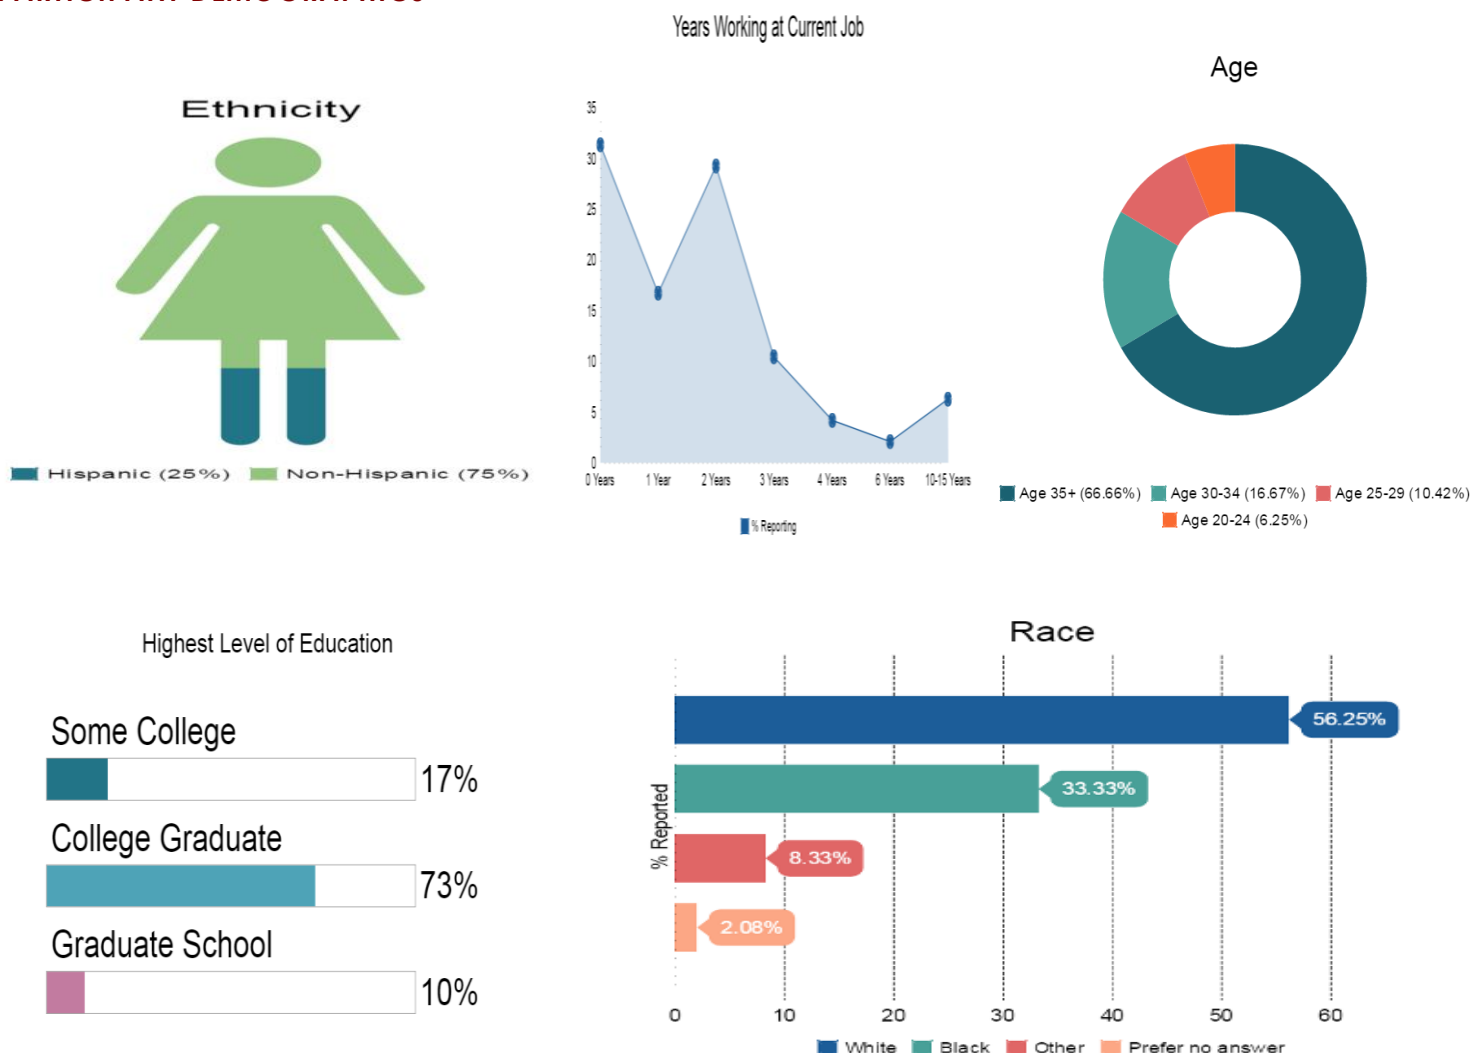 Years Working at Current Job
Age
Ethnicity
35
30
25
20
15
10
5
0
0 Years 1 Year 2 Years 3 Years 4 Years 6 Years 10-15 Years
% Reporting
Hispanic (25%) Non-Hispanic (75%)
Age 35+ (66.66%) Age 30-34 (16.67%) Age 25-29 (10.42%)
Age 20-24 (6.25%)
Highest Level of Education
Some College
17%
College Graduate
73%
Graduate School
10%
Race
% Reported
56.25%
33.33%
8.33%
2.08%
0 10 20 30 40 50 60
White Black Other Prefer no answer